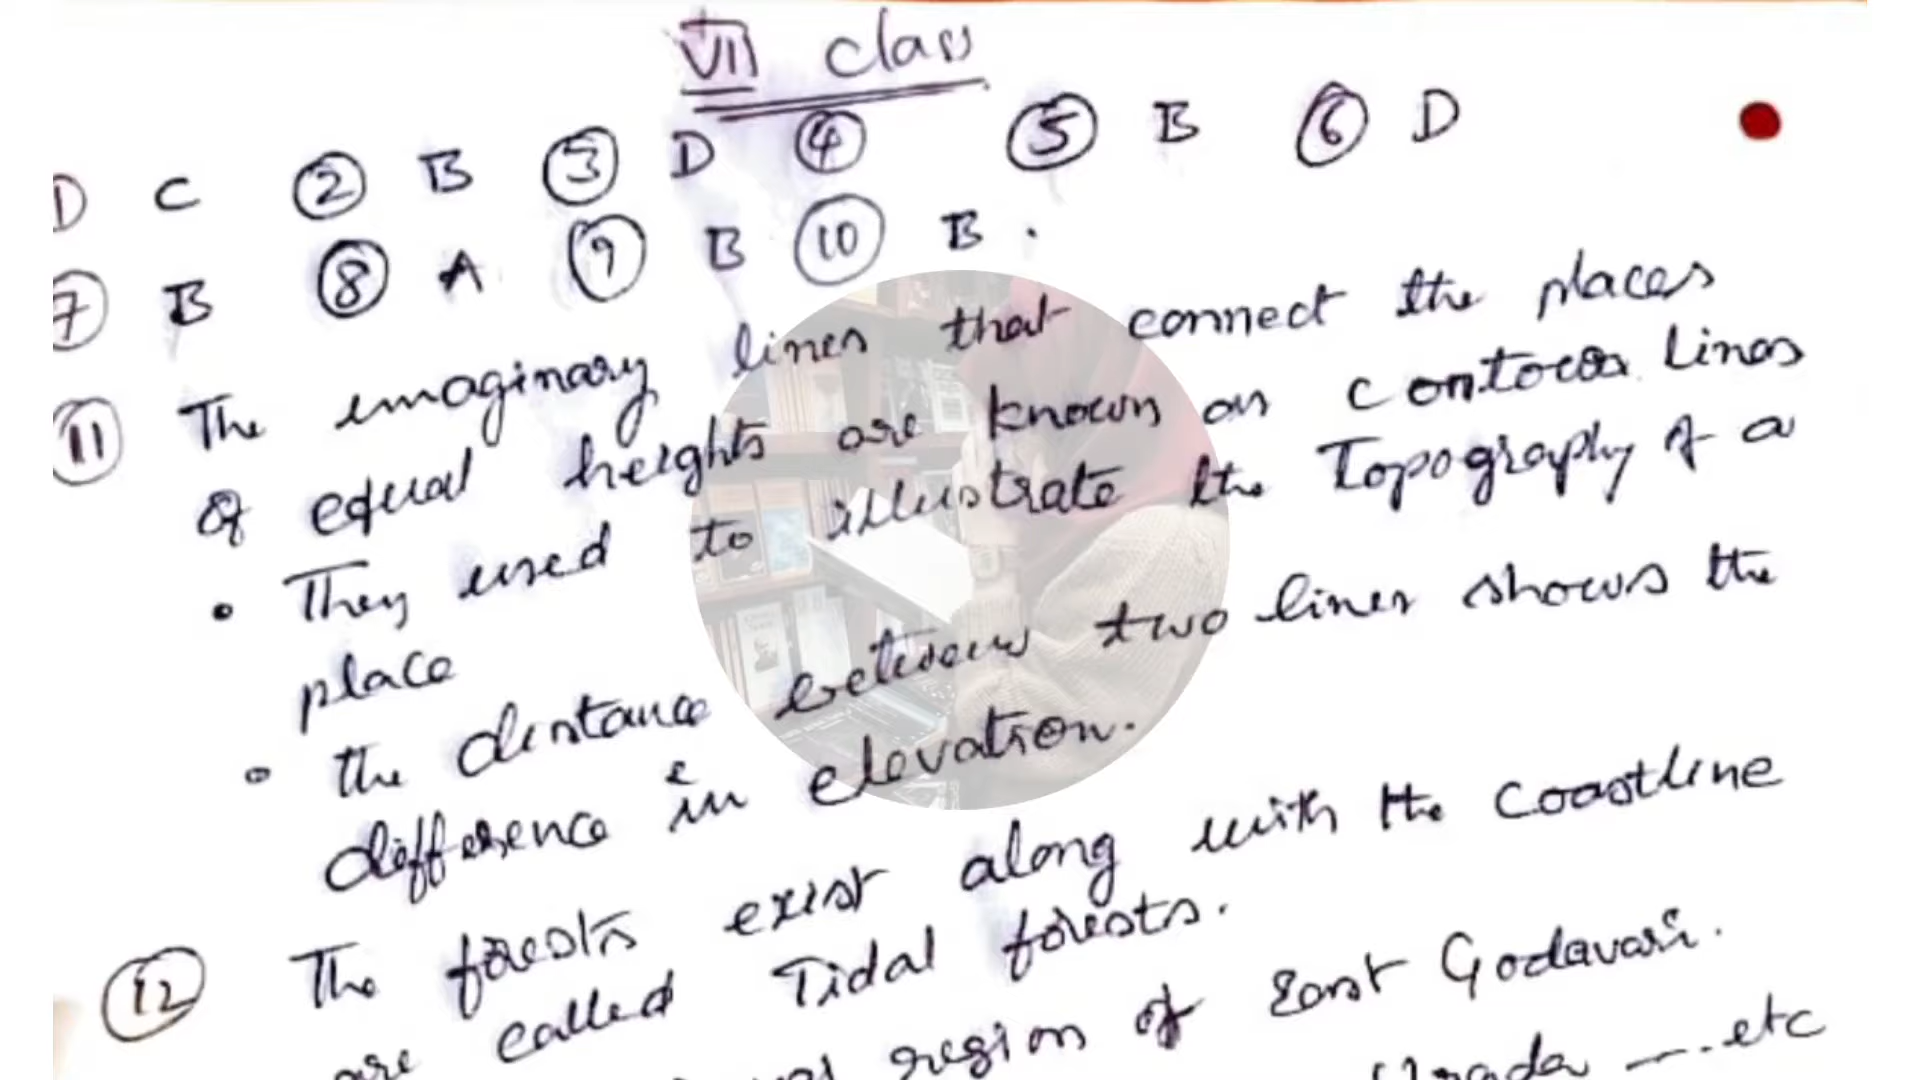 VII class
1 C 2 B 3 D 4 5 B 6 D
7 B 8 A 9 B 10 B.
11 The imaginary lines that connect the places
of equal heights are known as contour Lines
• They used to illustrate the Topography of a
place
• the distance between two lines shows the
difference in elevation.
12 The forests exist along with the coastline
are called Tidal forests.
region of East Godavari.
etc